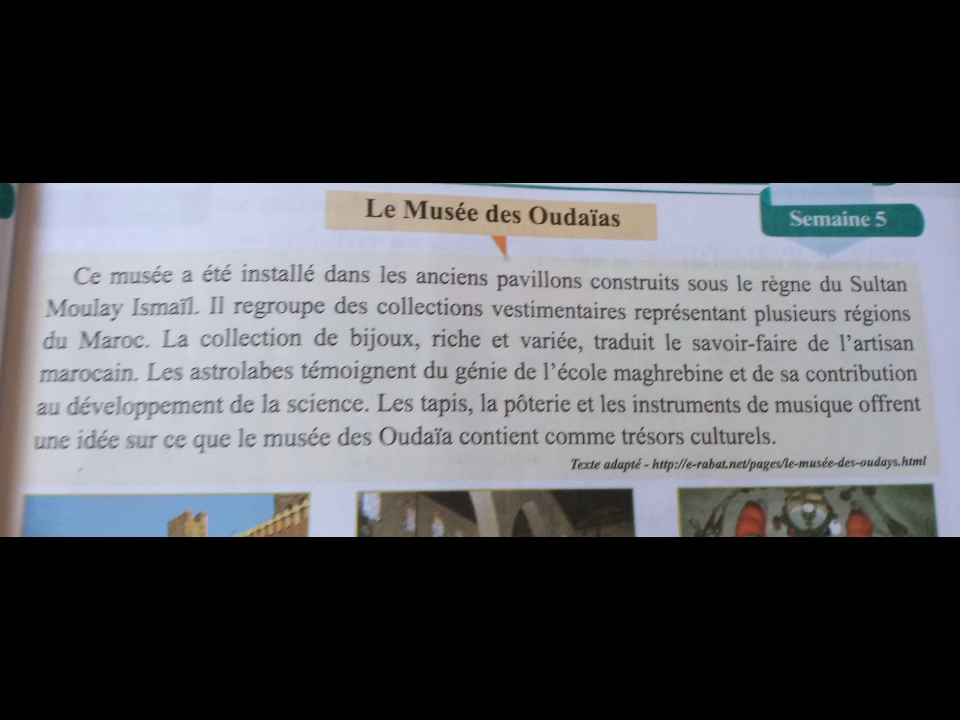 Le Musée des Oudaïas
Semaine 5
Ce musée a été installé dans les anciens pavillons construits sous le règne du Sultan
Moulay Ismaïl. Il regroupe des collections vestimentaires représentant plusieurs régions
du Maroc. La collection de bijoux, riche et variée, traduit le savoir-faire de l'artisan
marocain. Les astrolabes témoignent du génie de l'école maghrebine et de sa contribution
au développement de la science. Les tapis, la pôterie et les instruments de musique offrent
une idée sur ce que le musée des Oudaïa contient comme trésors culturels.
Texte adapté - http://e-rabat.net/pages/le-musée-des-oudays.html